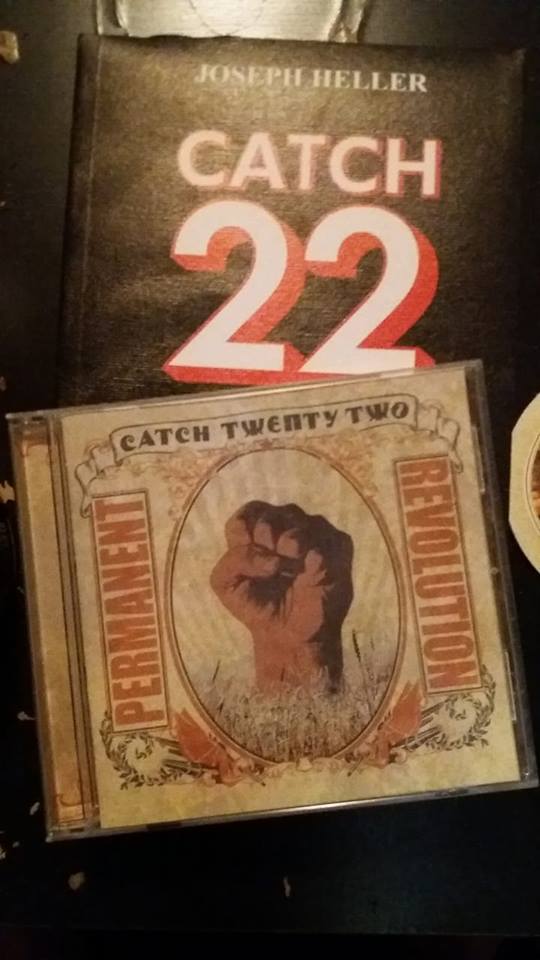 JOSEPH HELLER
CATCH
22
CATCH TWENTY TWO
PERMANENT
REVOLUTION